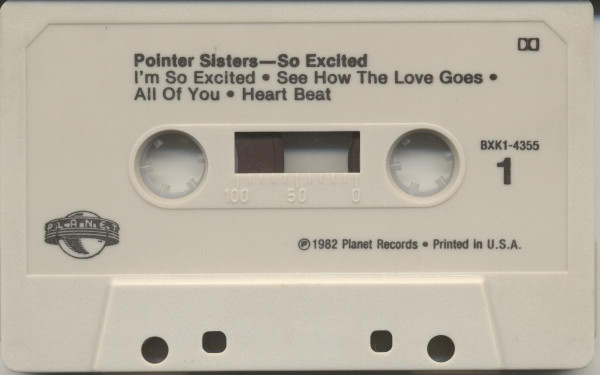 Pointer Sisters—So Excited
I'm So Excited • See How The Love Goes •
All Of You • Heart Beat
BXK1-4355
1
100 50 0
PLANET
℗1982 Planet Records • Printed in U.S.A.